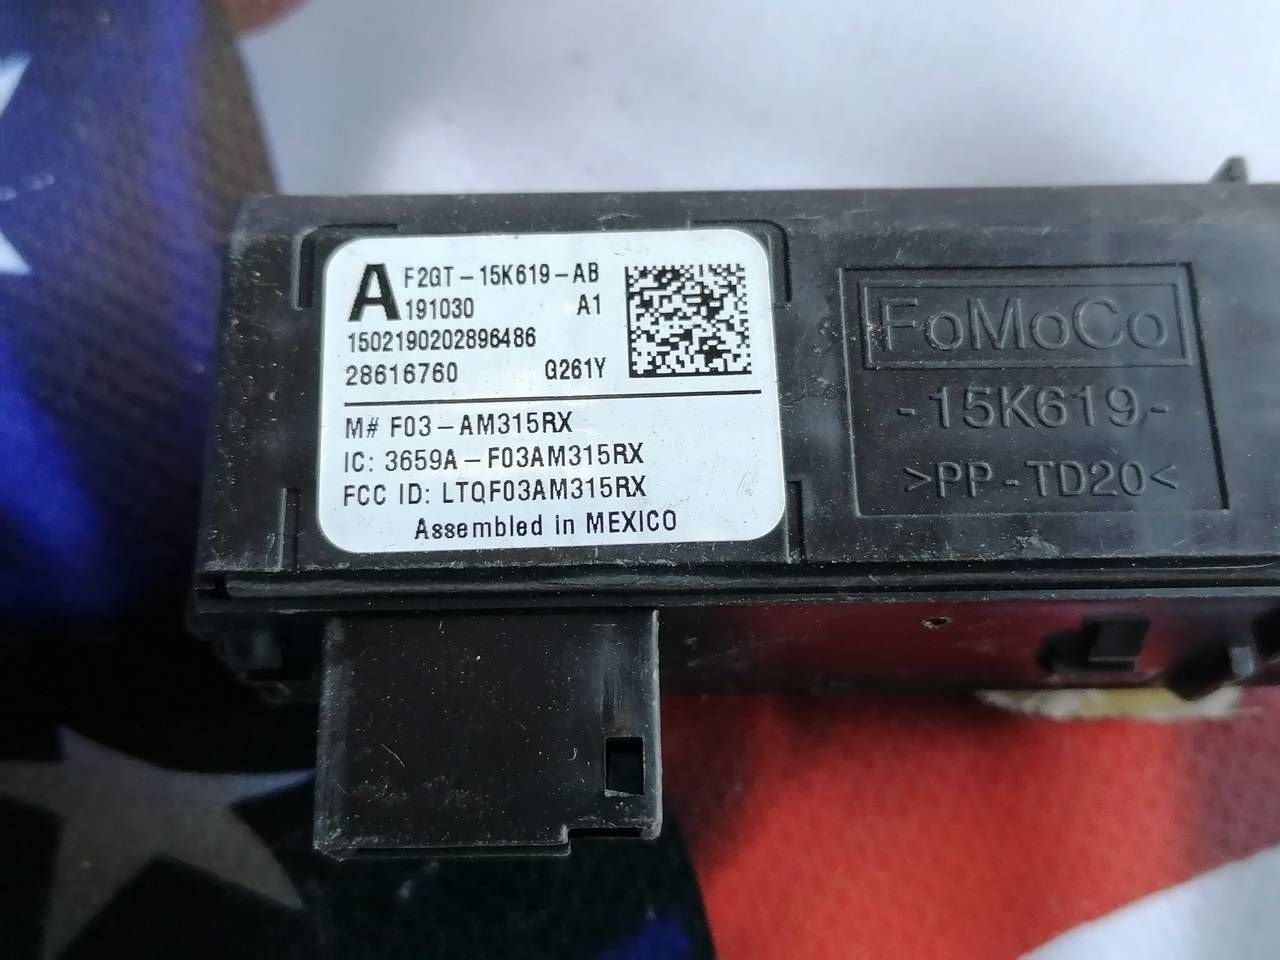 A F2GT-15K619-AB
191030 A1
1502190202896486
28616760 Q261Y
M# F03-AM315RX
IC: 3659A-F03AM315RX
FCC ID: LTQF03AM315RX
Assembled in MEXICO
FoMoCo
-15K619-
>PP-TD20<